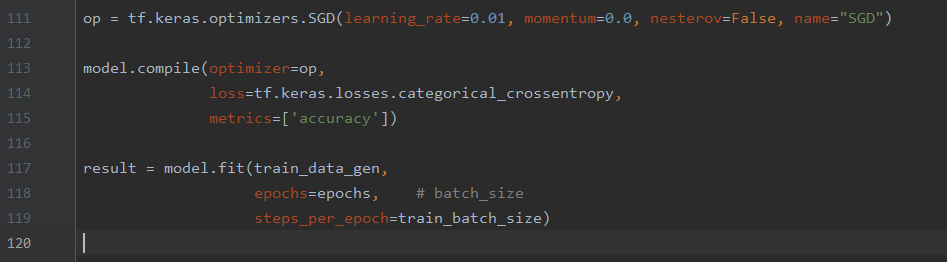 111 op = tf.keras.optimizers.SGD(learning_rate=0.01, momentum=0.0, nesterov=False, name="SGD")
112
113 model.compile(optimizer=op,
114               loss=tf.keras.losses.categorical_crossentropy,
115               metrics=['accuracy'])
116
117 result = model.fit(train_data_gen,
118                    epochs=epochs,    # batch_size
119                    steps_per_epoch=train_batch_size)
120